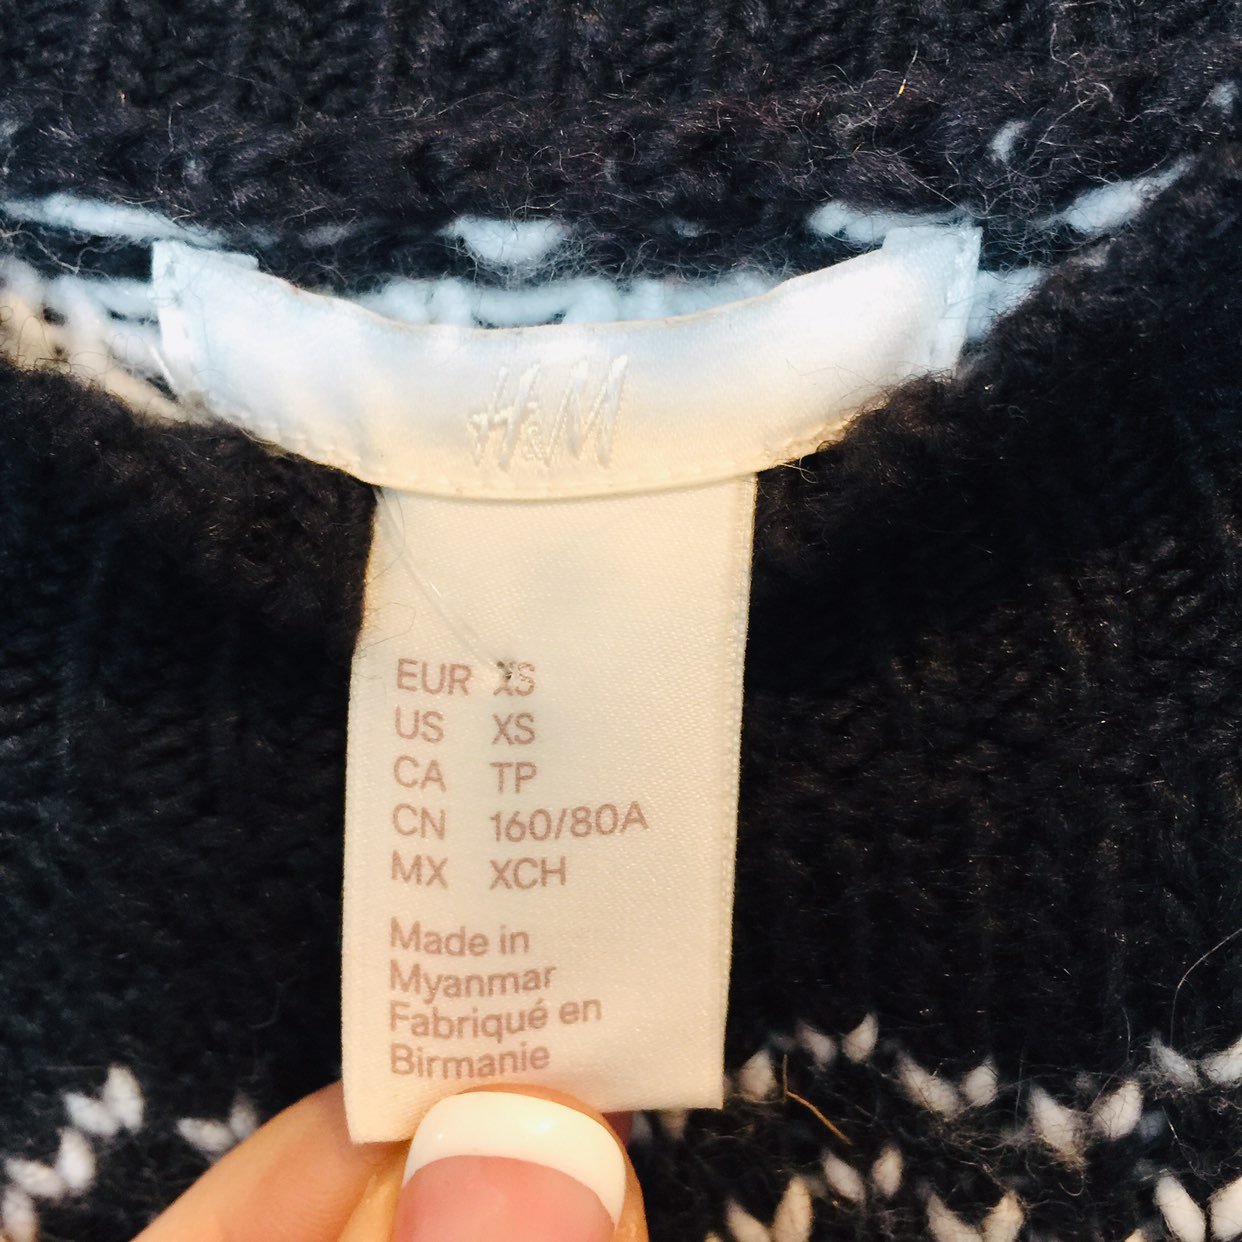 H&M
EUR XS
US XS
CA TP
CN 160/80A
MX XCH
Made in
Myanmar
Fabriqué en
Birmanie